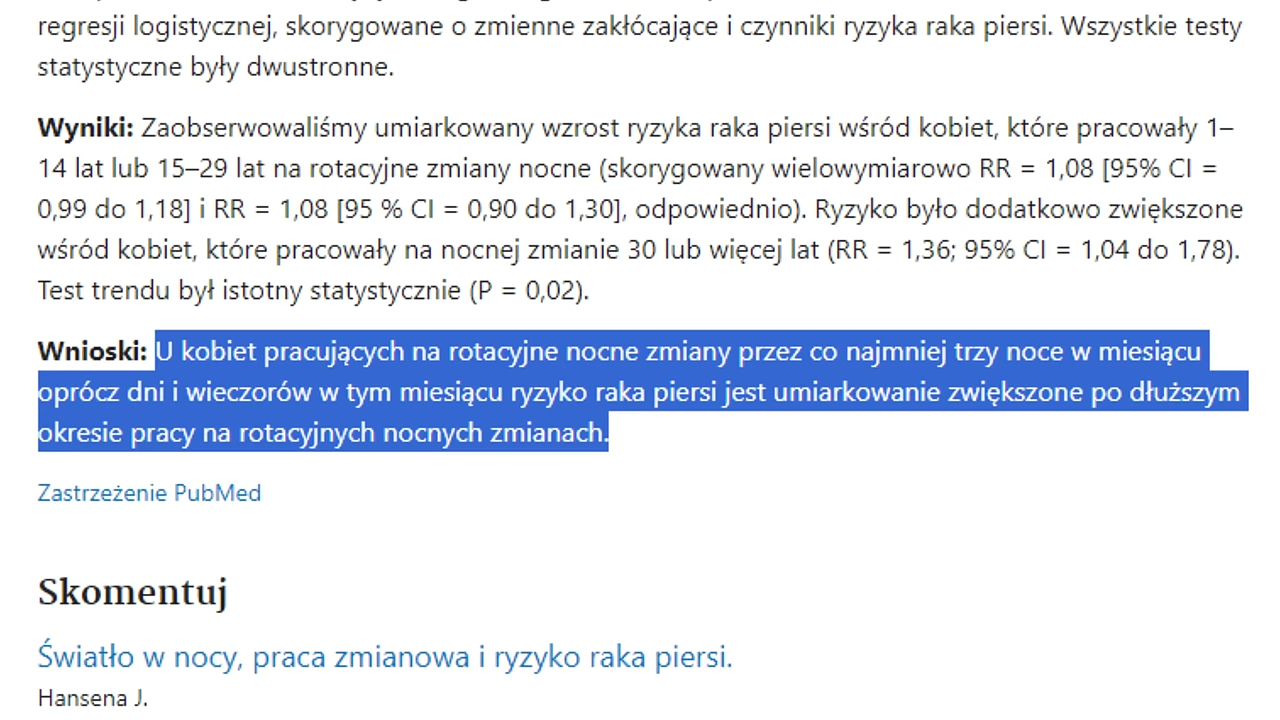 regresji logistycznej, skorygowane o zmienne zakłócające i czynniki ryzyka raka piersi. Wszystkie testy
statystyczne były dwustronne.
Wyniki: Zaobserwowaliśmy umiarkowany wzrost ryzyka raka piersi wśród kobiet, które pracowały 1–
14 lat lub 15–29 lat na rotacyjne zmiany nocne (skorygowany wielowymiarowo RR = 1,08 [95% CI =
0,99 do 1,18] i RR = 1,08 [95 % CI = 0,90 do 1,30], odpowiednio). Ryzyko było dodatkowo zwiększone
wśród kobiet, które pracowały na nocnej zmianie 30 lub więcej lat (RR = 1,36; 95% CI = 1,04 do 1,78).
Test trendu był istotny statystycznie (P = 0,02).
Wnioski: U kobiet pracujących na rotacyjne nocne zmiany przez co najmniej trzy noce w miesiącu
oprócz dni i wieczorów w tym miesiącu ryzyko raka piersi jest umiarkowanie zwiększone po dłuższym
okresie pracy na rotacyjnych nocnych zmianach.
Zastrzeżenie PubMed
Skomentuj
Światło w nocy, praca zmianowa i ryzyko raka piersi.
Hansena J.